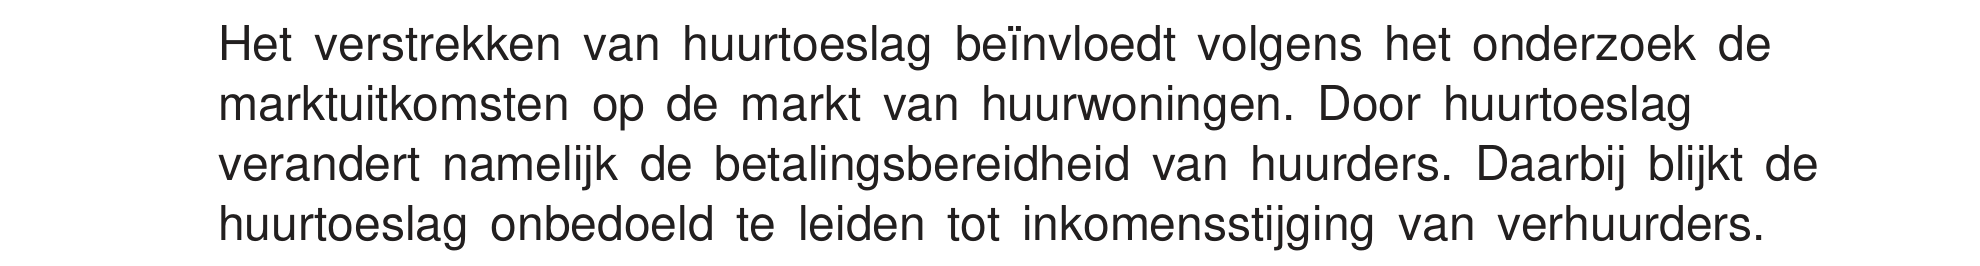 Het verstrekken van huurtoeslag beïnvloedt volgens het onderzoek de
marktuitkomsten op de markt van huurwoningen. Door huurtoeslag
verandert namelijk de betalingsbereidheid van huurders. Daarbij blijkt de
huurtoeslag onbedoeld te leiden tot inkomensstijging van verhuurders.